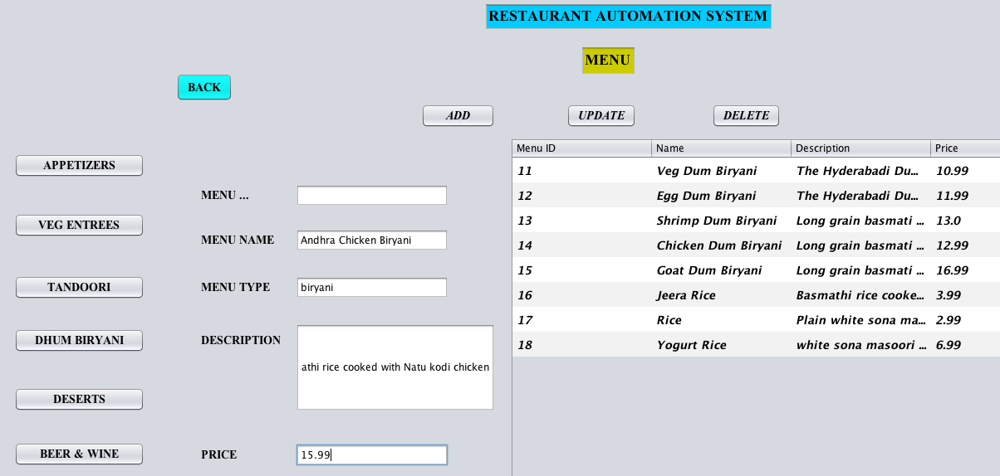 RESTAURANT AUTOMATION SYSTEM
MENU
BACK
ADD UPDATE DELETE
APPETIZERS
VEG ENTREES
TANDOORI
DHUM BIRYANI
DESERTS
BEER & WINE
MENU ...
MENU NAME Andhra Chicken Biryani
MENU TYPE biryani
DESCRIPTION athi rice cooked with Natu kodi chicken
PRICE 15.99
Menu ID Name Description Price
11 Veg Dum Biryani The Hyderabadi Du... 10.99
12 Egg Dum Biryani The Hyderabadi Du... 11.99
13 Shrimp Dum Biryani Long grain basmati ... 13.0
14 Chicken Dum Biryani Long grain basmati ... 12.99
15 Goat Dum Biryani Long grain basmati ... 16.99
16 Jeera Rice Basmathi rice cooke... 3.99
17 Rice Plain white sona ma... 2.99
18 Yogurt Rice white sona masoori ... 6.99